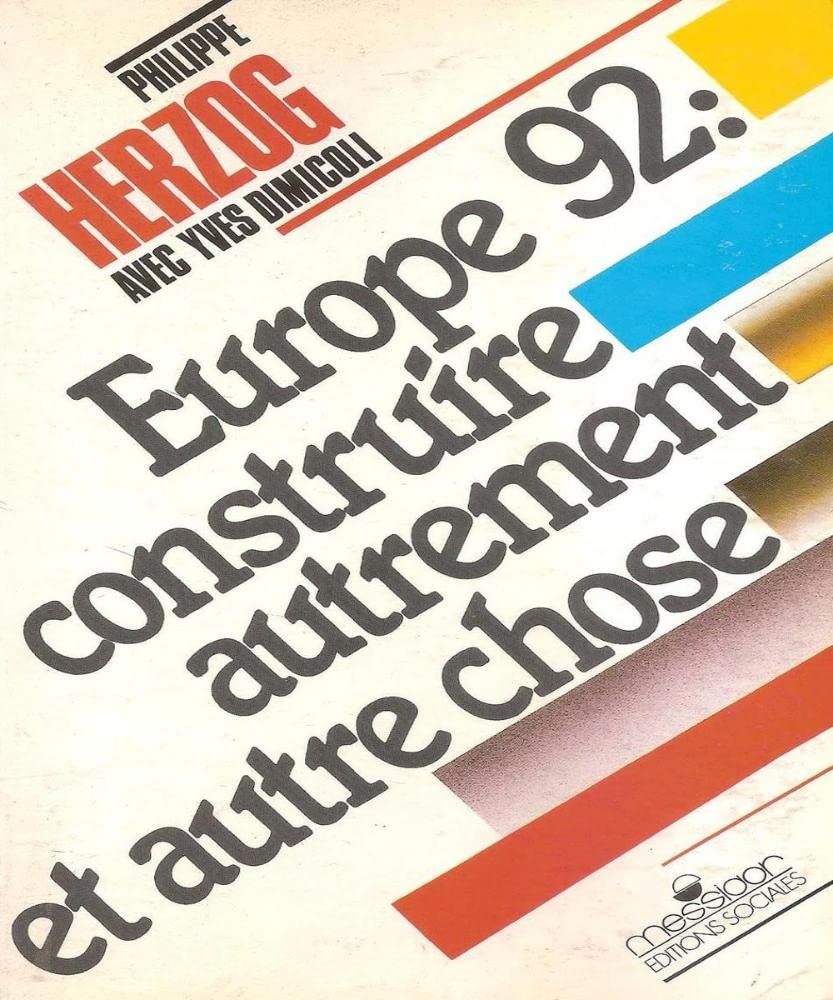 PHILIPPE
HERZOG
AVEC YVES DIMICOLI
Europe 92:
construire
autrement
et autre chose
messidor
EDITIONS SOCIALES